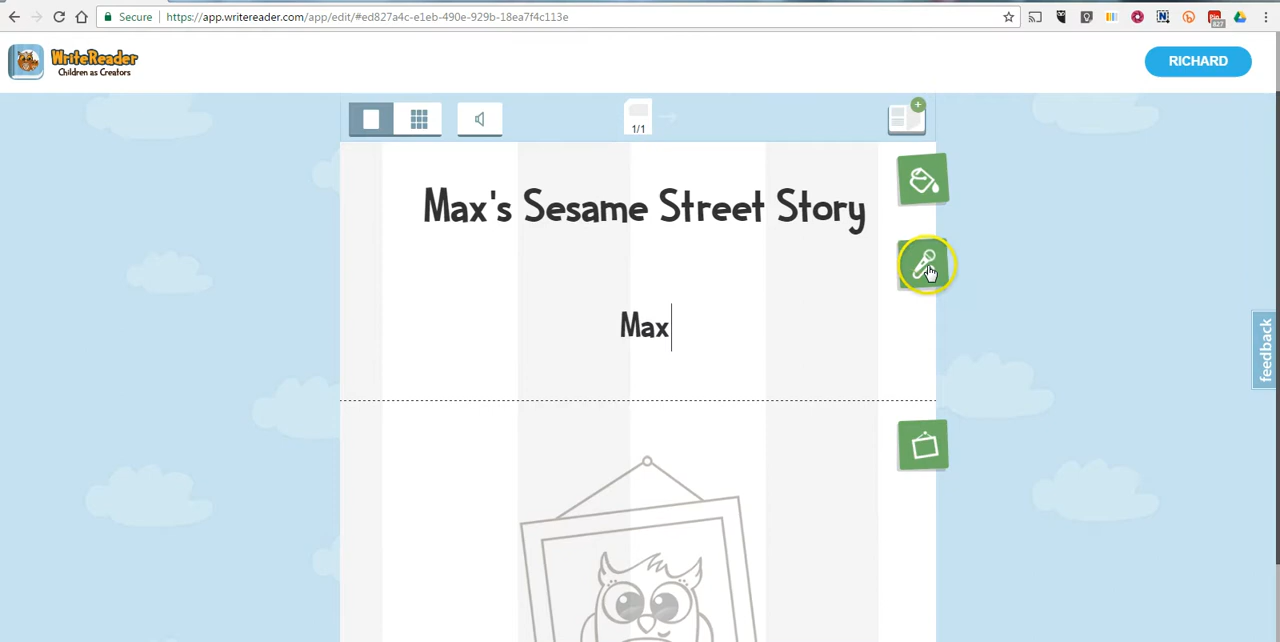 Secure
https://app.writereader.com/app/edit/#ed827a4c-e1eb-490e-929b-18ea7f4c113e
827
WriteReader
Children as Creators
RICHARD
1/1
Max's Sesame Street Story
Max
feedback